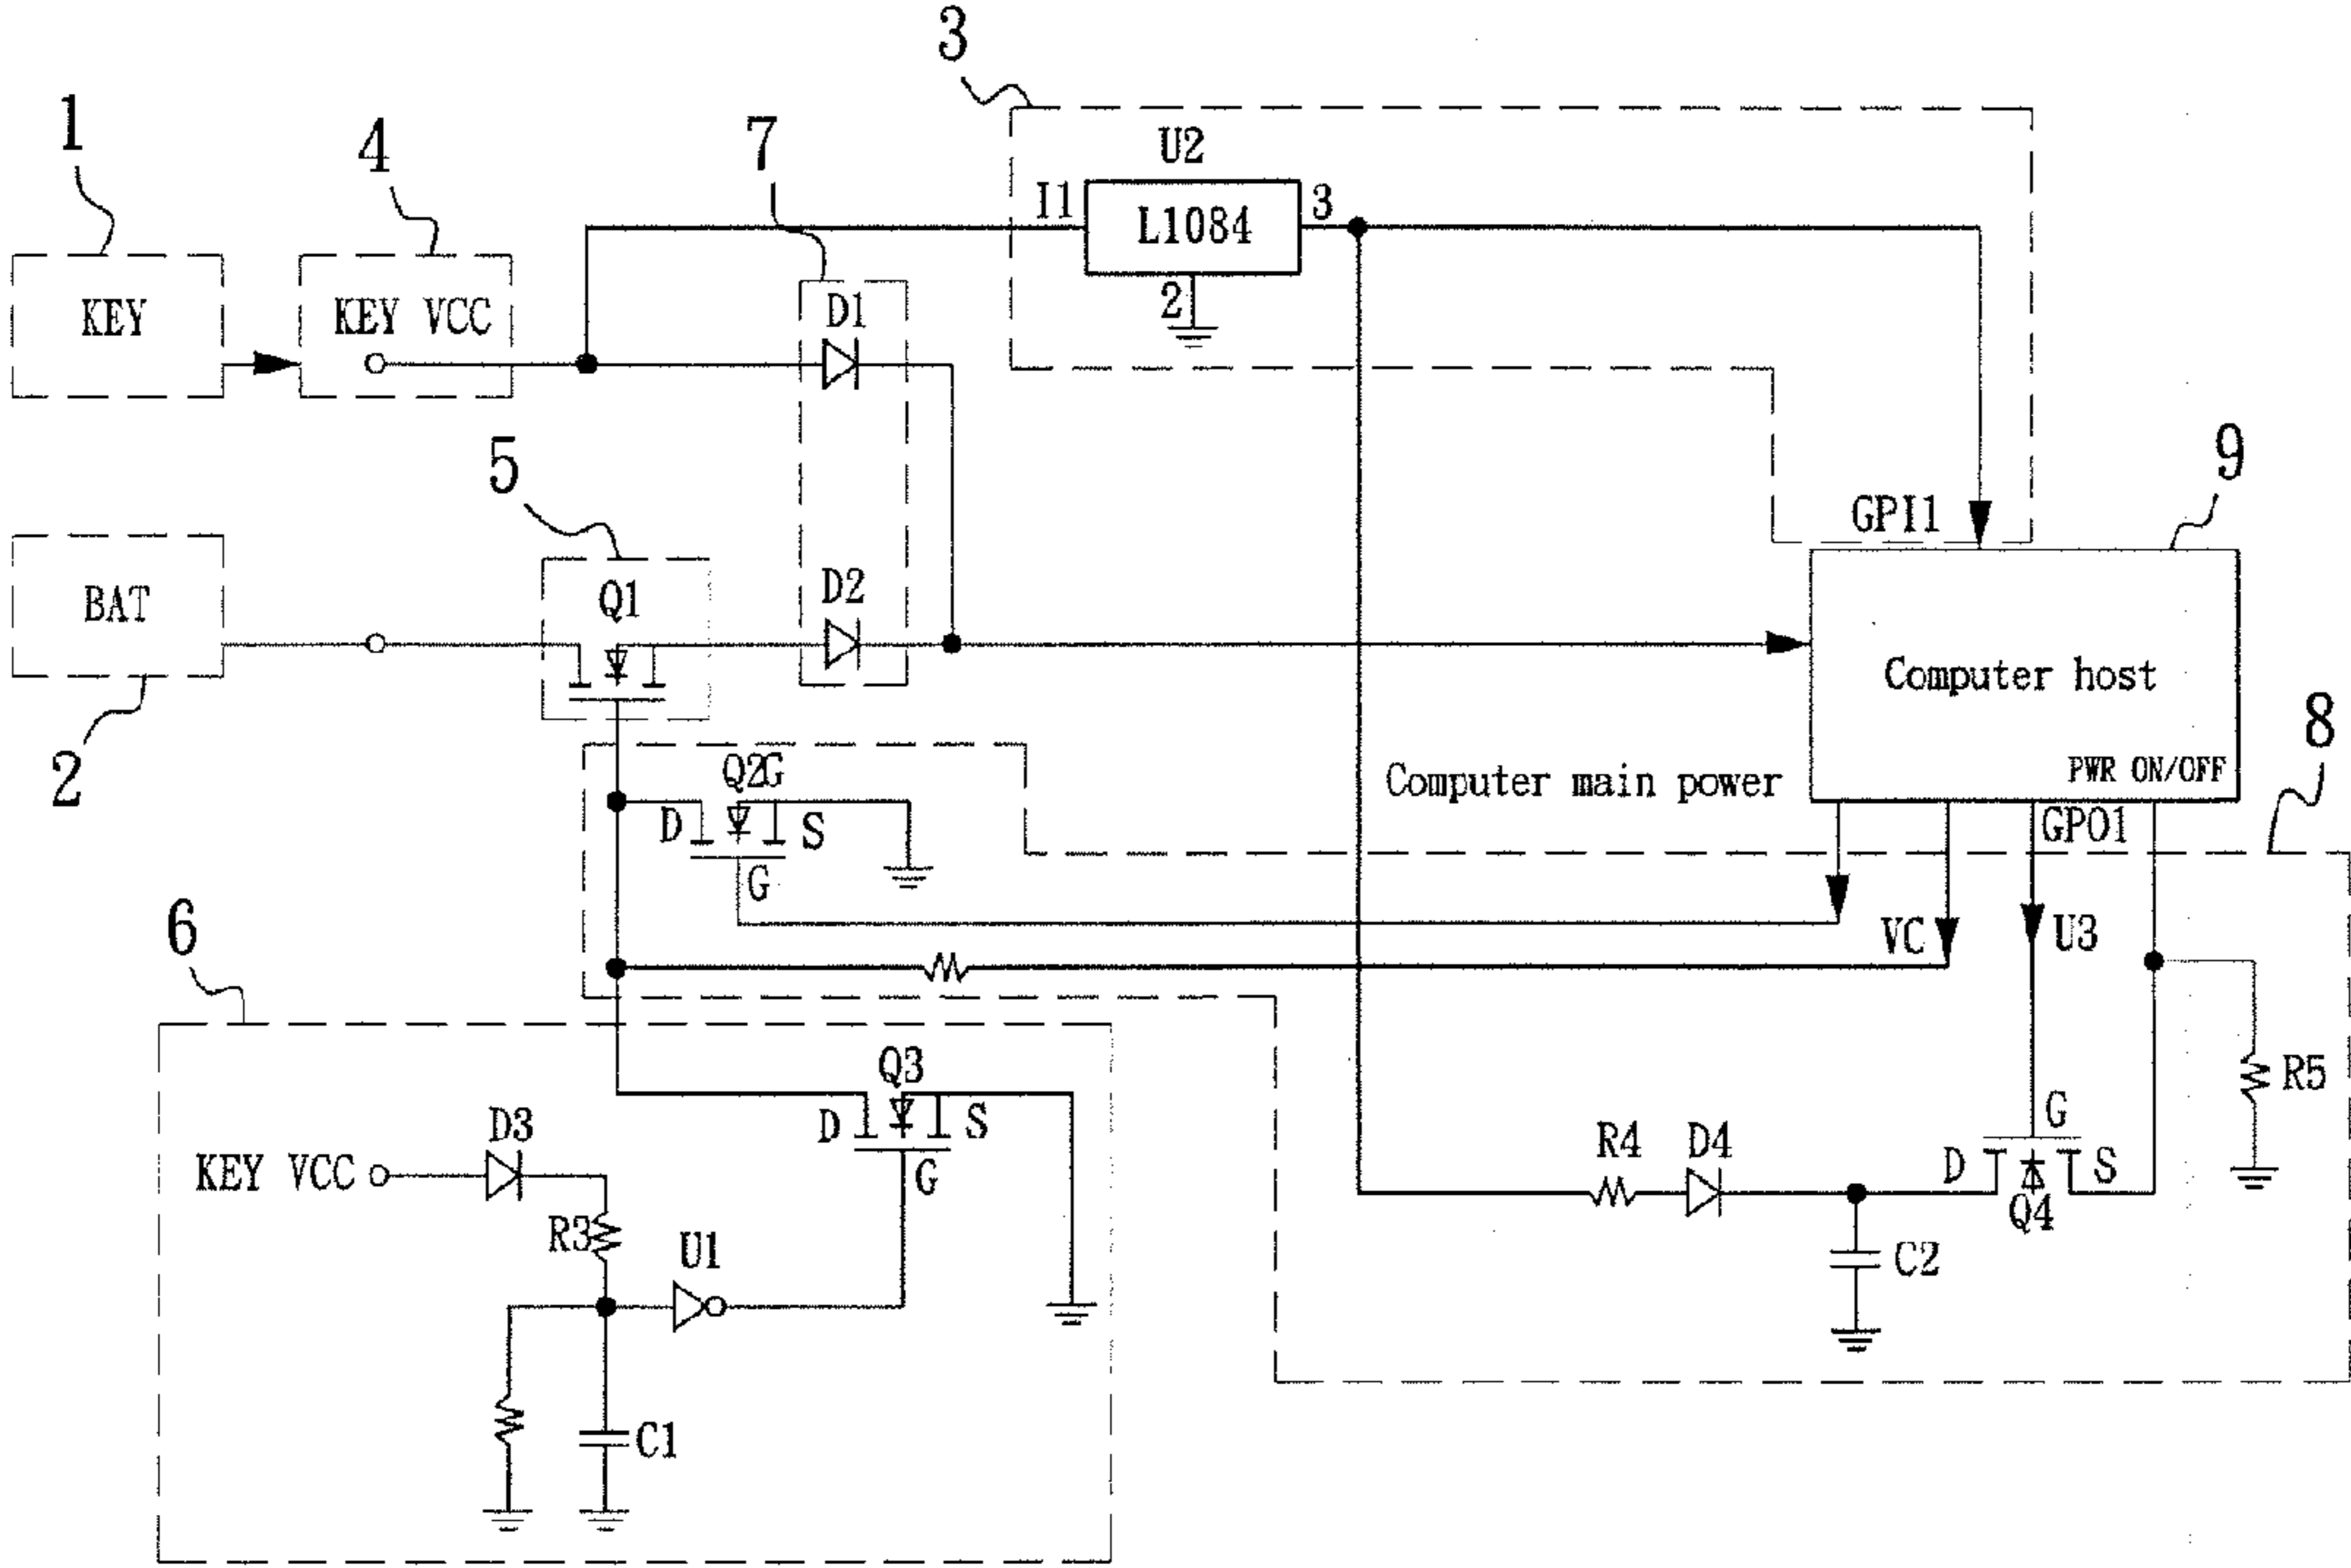 3
1
4
7
U2
I1
L1084
3
2
KEY
KEY VCC
D1
5
9
GPI1
BAT
Q1
D2
Computer host
2
Q2G
Computer main power
PWR ON/OFF
8
D
S
G
GPO1
VC
U3
6
Q3
D
S
G
R5
D3
KEY VCC
R3
U1
R4
D4
G
D
S
Q4
C2
C1